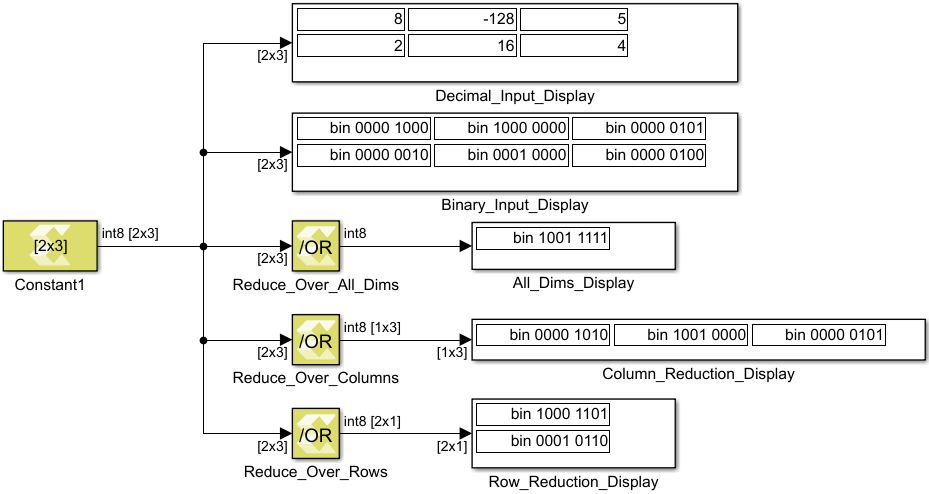 8 -128 5
[2x3] 2 16 4
Decimal_Input_Display
bin 0000 1000 bin 1000 0000 bin 0000 0101
[2x3] bin 0000 0010 bin 0001 0000 bin 0000 0100
Binary_Input_Display
[2x3] int8 [2x3]
Constant1
[2x3] /OR int8 bin 1001 1111
Reduce_Over_All_Dims All_Dims_Display
[2x3] /OR int8 [1x3] [1x3] bin 0000 1010 bin 1001 0000 bin 0000 0101
Reduce_Over_Columns Column_Reduction_Display
[2x3] /OR int8 [2x1] [2x1] bin 1000 1101
bin 0001 0110
Reduce_Over_Rows Row_Reduction_Display